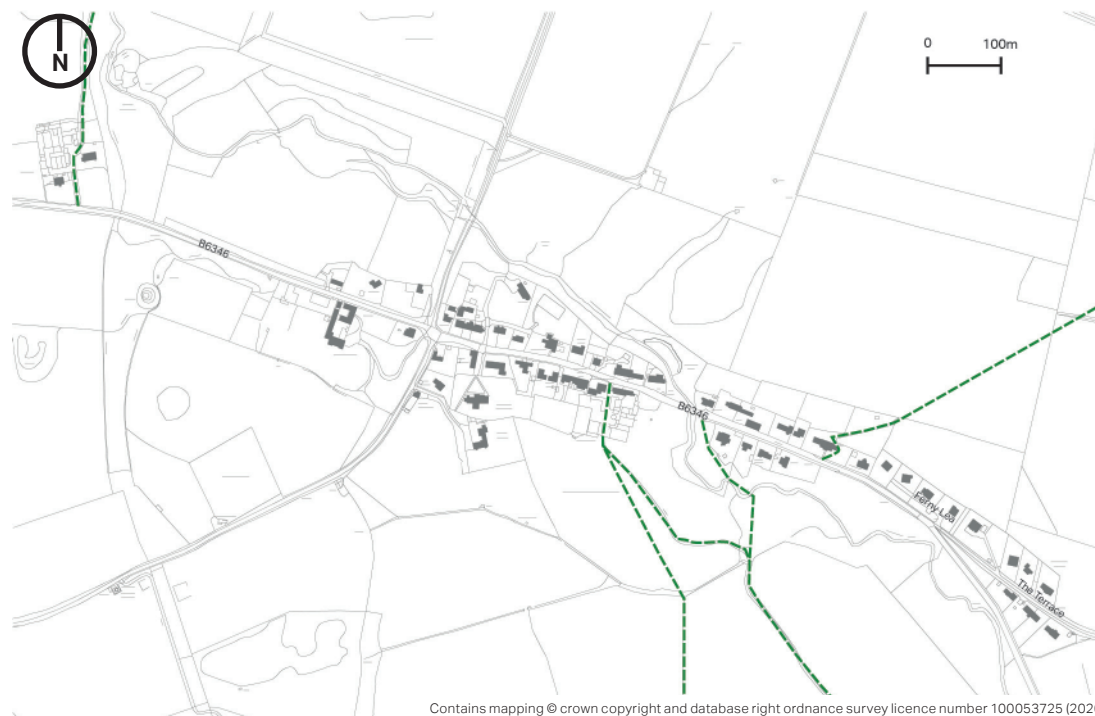 N
0 100m
B6346
B6346
Ferny Lea
The Terrace
Contains mapping © crown copyright and database right ordnance survey licence number 100053725 (202